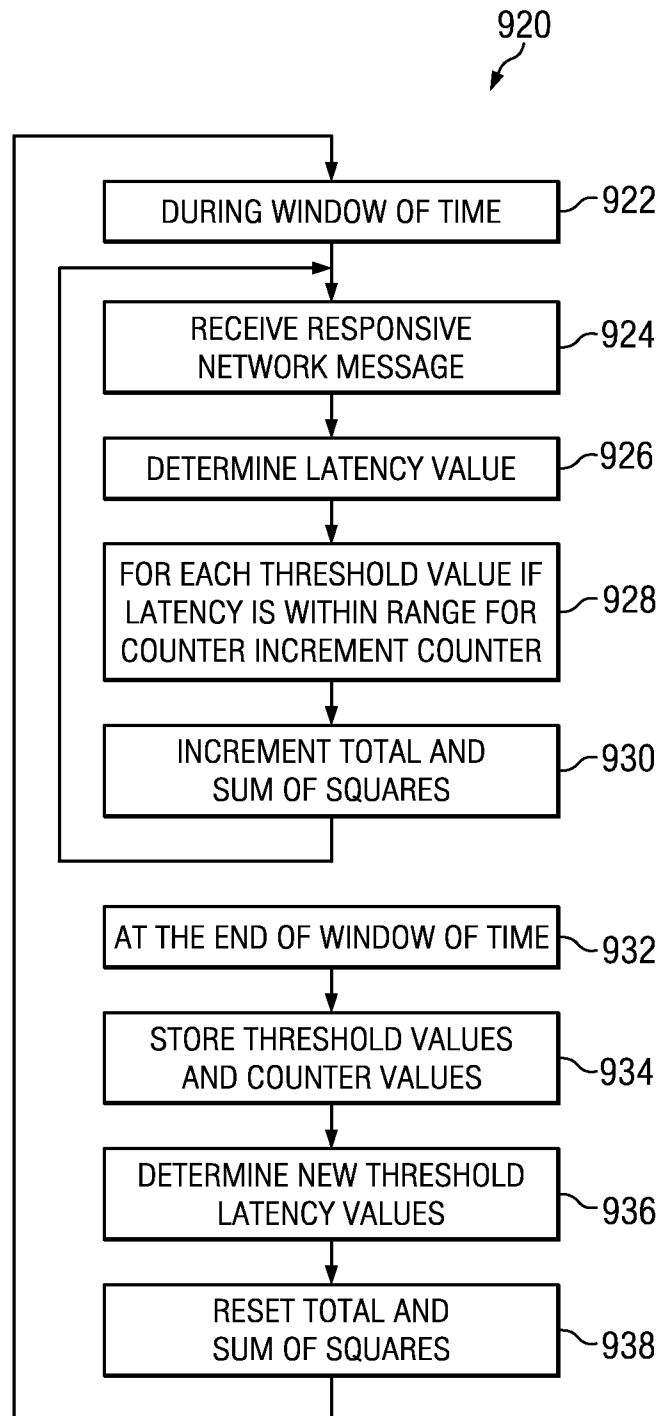 920
DURING WINDOW OF TIME
922
RECEIVE RESPONSIVE
NETWORK MESSAGE
924
DETERMINE LATENCY VALUE
926
FOR EACH THRESHOLD VALUE IF
LATENCY IS WITHIN RANGE FOR
COUNTER INCREMENT COUNTER
928
INCREMENT TOTAL AND
SUM OF SQUARES
930
AT THE END OF WINDOW OF TIME
932
STORE THRESHOLD VALUES
AND COUNTER VALUES
934
DETERMINE NEW THRESHOLD
LATENCY VALUES
936
RESET TOTAL AND
SUM OF SQUARES
938